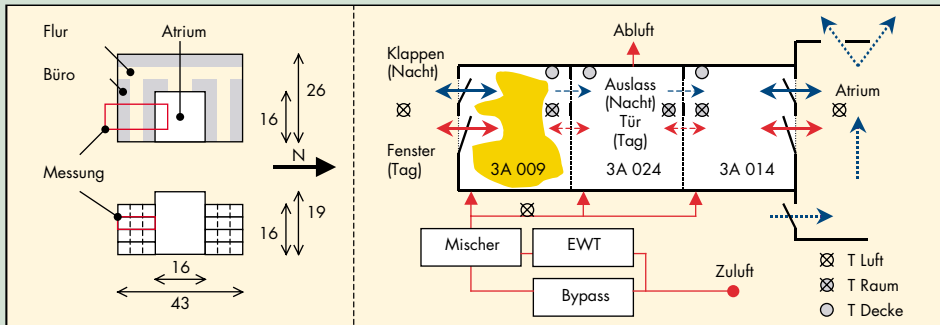 Flur
Atrium
Büro
26
16
N
Messung
19
16
16
43
Abluft
Klappen
(Nacht)
Auslass
(Nacht)
Tür
(Tag)
Atrium
Fenster
(Tag)
3A 009
3A 024
3A 014
Mischer
EWT
Bypass
Zuluft
T Luft
T Raum
T Decke